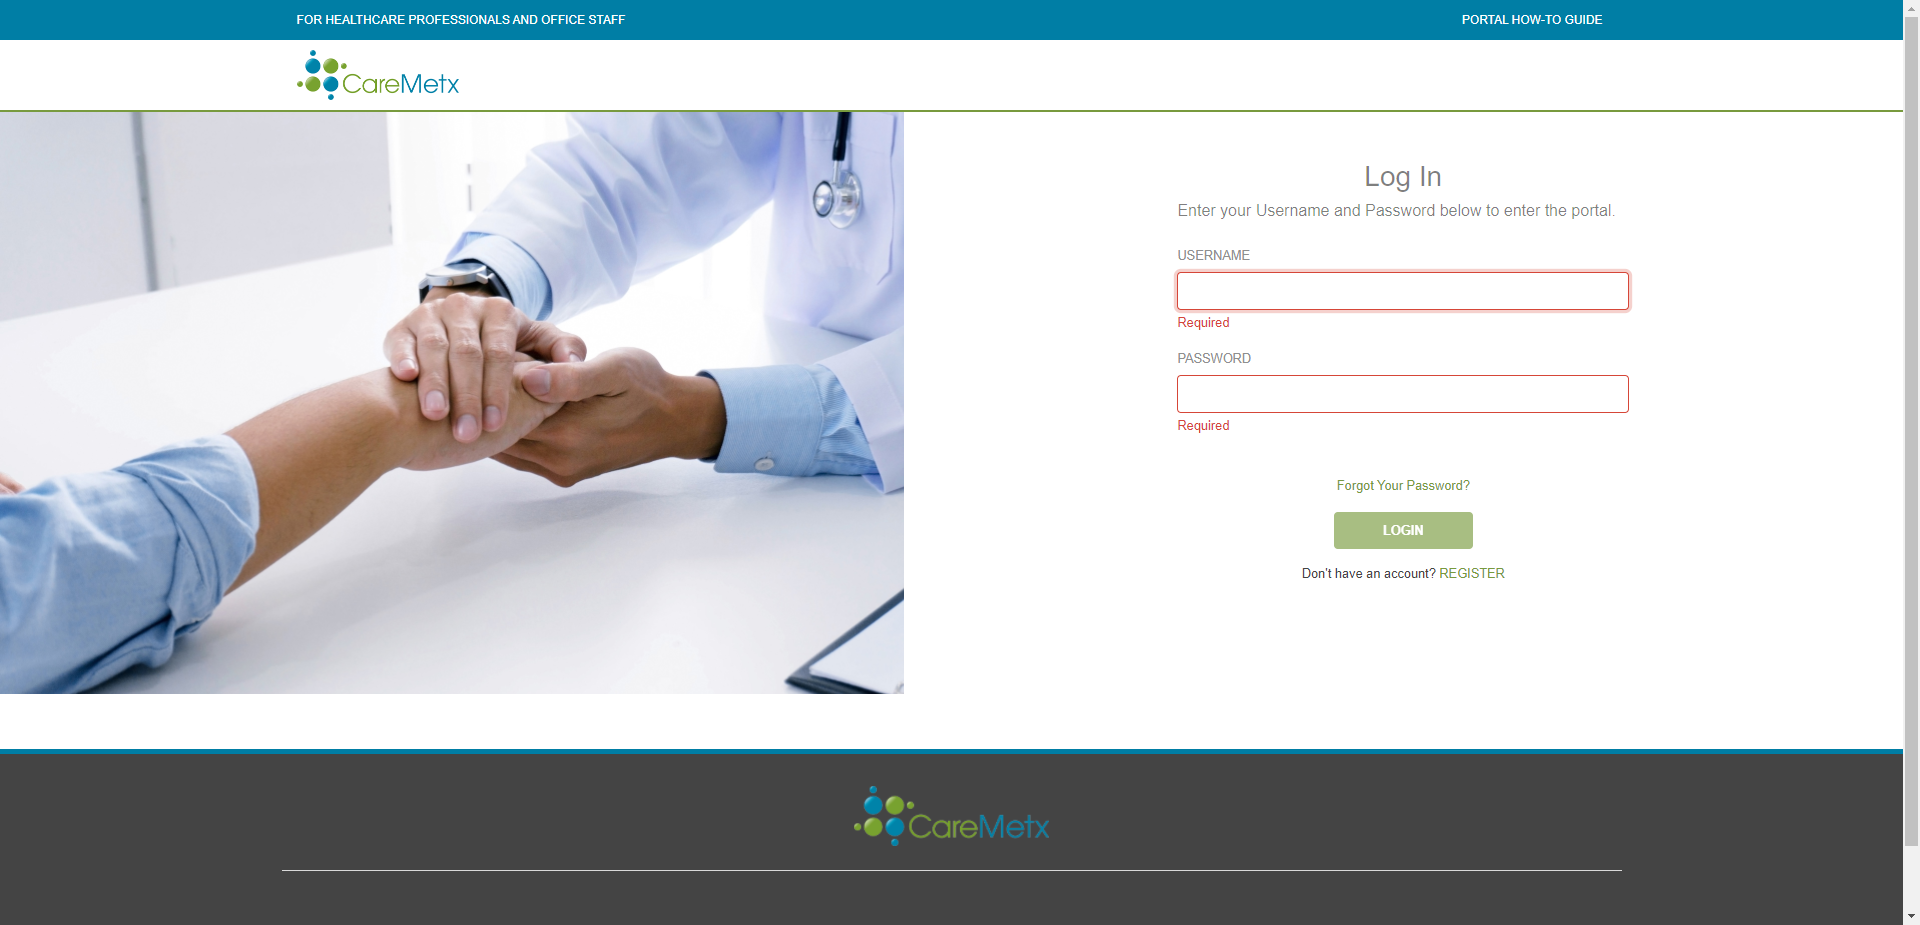 FOR HEALTHCARE PROFESSIONALS AND OFFICE STAFF
PORTAL HOW-TO GUIDE
CareMetx
Log In
Enter your Username and Password below to enter the portal.
USERNAME
Required
PASSWORD
Required
Forgot Your Password?
LOGIN
Don't have an account? REGISTER
CareMetx